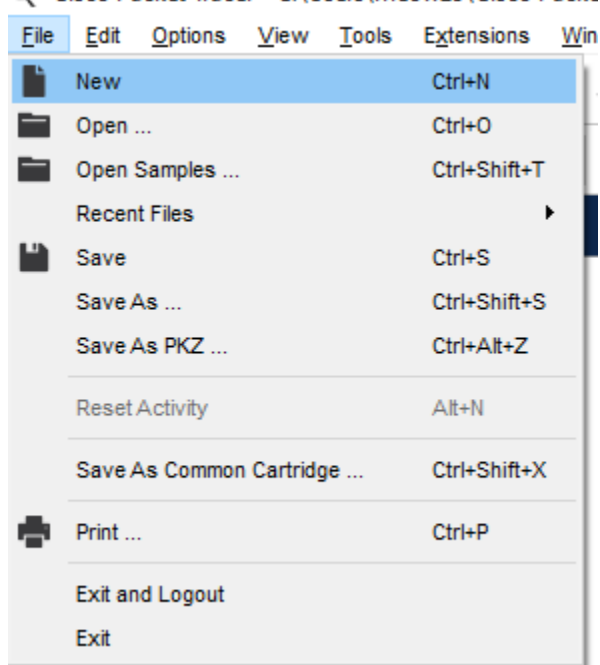 File Edit Options View Tools Extensions Win
New Ctrl+N
Open ... Ctrl+O
Open Samples ... Ctrl+Shift+T
Recent Files
Save Ctrl+S
Save As ... Ctrl+Shift+S
Save As PKZ ... Ctrl+Alt+Z
Reset Activity Alt+N
Save As Common Cartridge ... Ctrl+Shift+X
Print ... Ctrl+P
Exit and Logout
Exit